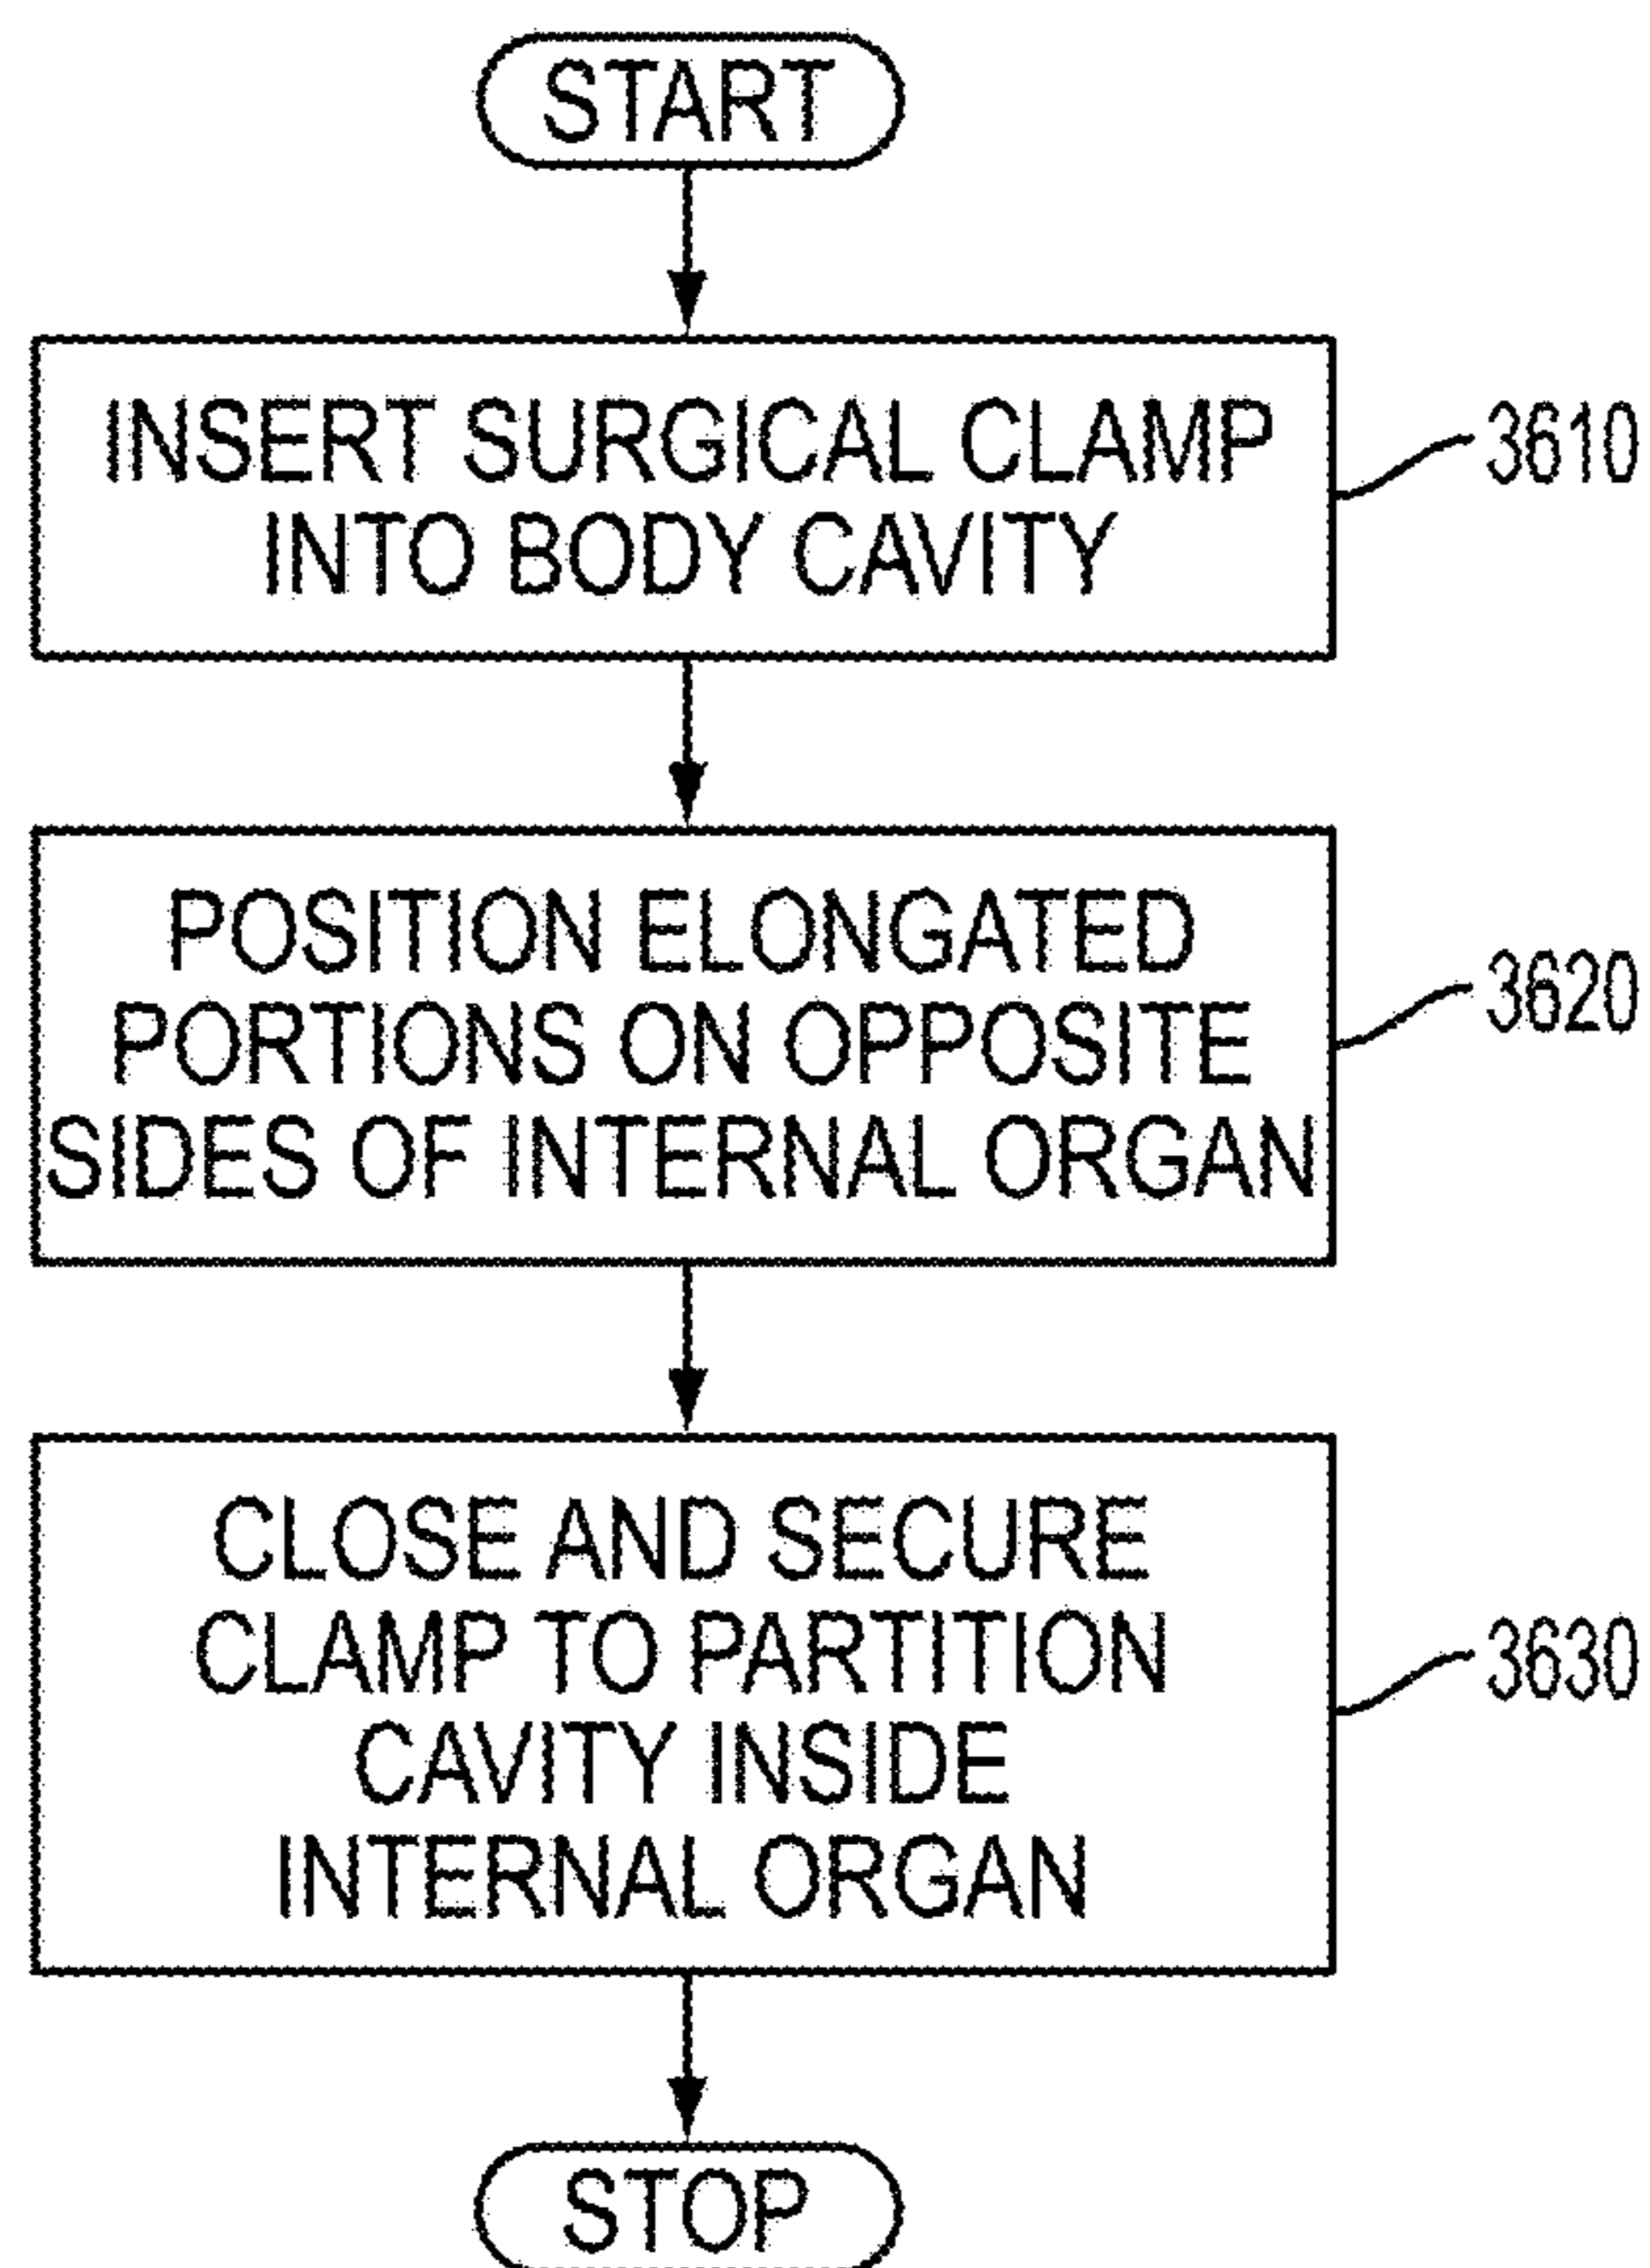 START
INSERT SURGICAL CLAMP
INTO BODY CAVITY
3610
POSITION ELONGATED
PORTIONS ON OPPOSITE
SIDES OF INTERNAL ORGAN
3620
CLOSE AND SECURE
CLAMP TO PARTITION
CAVITY INSIDE
INTERNAL ORGAN
3630
STOP